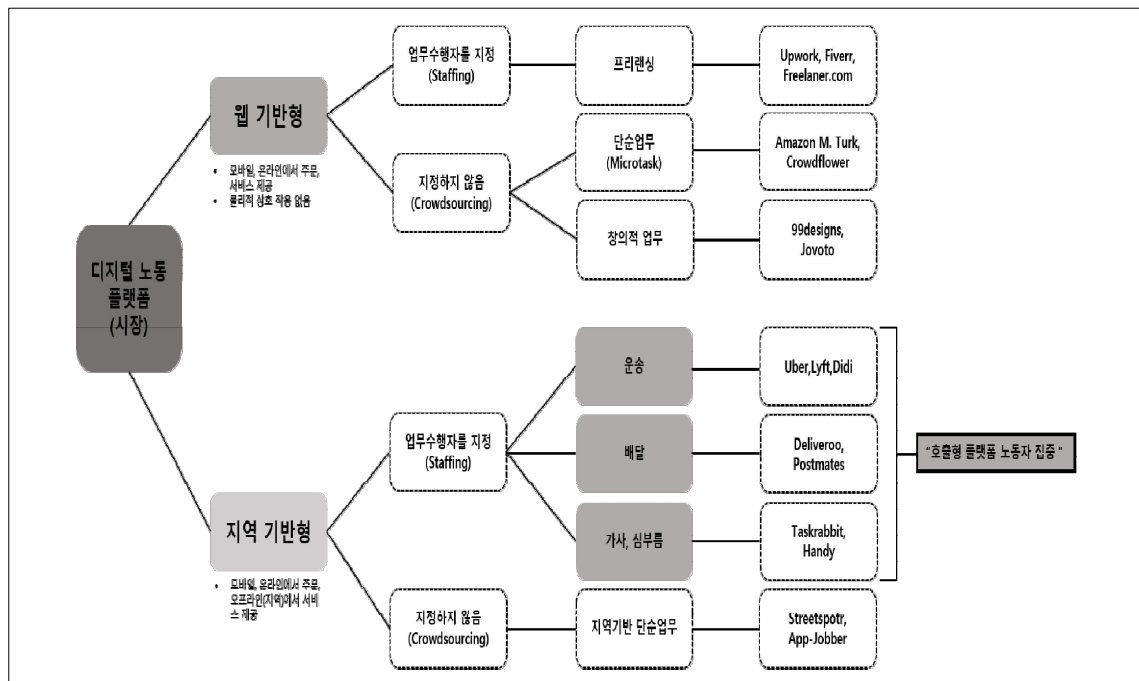 업무수행자를 지정
(Staffing)
프리랜싱
Upwork, Fiverr,
Freelaner.com
웹 기반형
• 모바일, 온라인에서 주문,
서비스 제공
• 물리적 상호 작용 없음
지정하지 않음
(Crowdsourcing)
단순업무
(Microtask)
Amazon M. Turk,
Crowdflower
창의적 업무
99designs,
Jovoto
디지털 노동
플랫폼
(시장)
지역 기반형
• 모바일, 온라인에서 주문,
오프라인(지역)에서 서비
스 제공
업무수행자를 지정
(Staffing)
운송
Uber,Lyft,Didi
배달
Deliveroo,
Postmates
가사, 심부름
Taskrabbit,
Handy
"호출형 플랫폼 노동자 집중 "
지정하지 않음
(Crowdsourcing)
지역기반 단순업무
Streetspotr,
App-Jobber